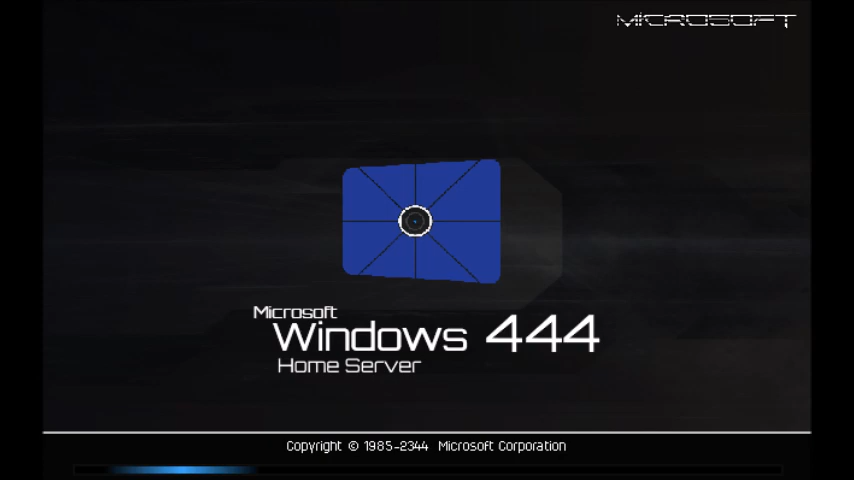 MiCROSOFT
Microsoft
Windows 444
Home Server
Copyright © 1985-2344 Microsoft Corporation